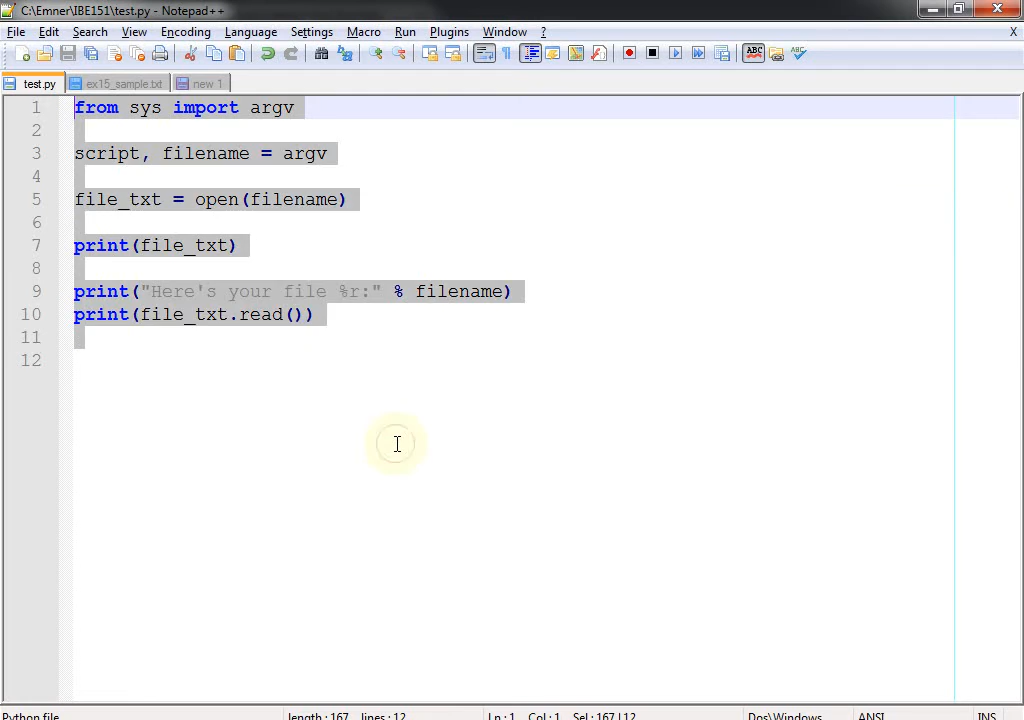 C:\Emner\IBE151\test.py - Notepad++
File Edit Search View Encoding Language Settings Macro Run Plugins Window ? X
ABC ABC
test.py ex15_sample.txt new 1
1 from sys import argv
2
3 script, filename = argv
4
5 file_txt = open(filename)
6
7 print(file_txt)
8
9 print("Here's your file %r:" % filename)
10 print(file_txt.read())
11
12
Python file length : 167 lines : 12 Ln : 1 Col : 1 Sel : 167 | 12 Dos\Windows ANSI INS